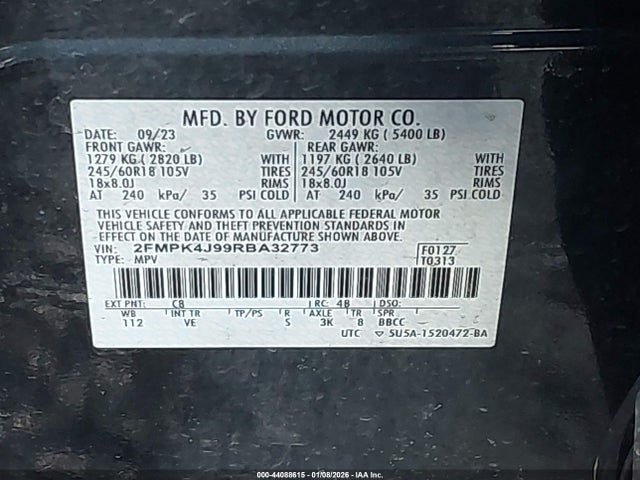 MFD. BY FORD MOTOR CO.
DATE: 09/23 GVWR: 2449 KG ( 5400 LB)
FRONT GAWR: REAR GAWR:
1279 KG ( 2820 LB) WITH 1197 KG ( 2640 LB) WITH
245/60R18 105V TIRES 245/60R18 105V TIRES
18x8.0J RIMS 18x8.0J RIMS
AT 240 kPa/ 35 PSI COLD AT 240 kPa/ 35 PSI COLD
THIS VEHICLE CONFORMS TO ALL APPLICABLE FEDERAL MOTOR
VEHICLE SAFETY AND THEFT PREVENTION STANDARDS IN
EFFECT ON THE DATE OF MANUFACTURE SHOWN ABOVE.
VIN: 2FMPK4J99RBA32773 F0127
TYPE: MPV T0313
EXT PNT: C8 RC: 4B DSO:
WB INT TR TP/PS R AXLE TR SPR
112 VE S 3K 8 BBCC
UTC 5U5A-1520472-BA
000-44088615 - 01/08/2026 - IAA Inc.